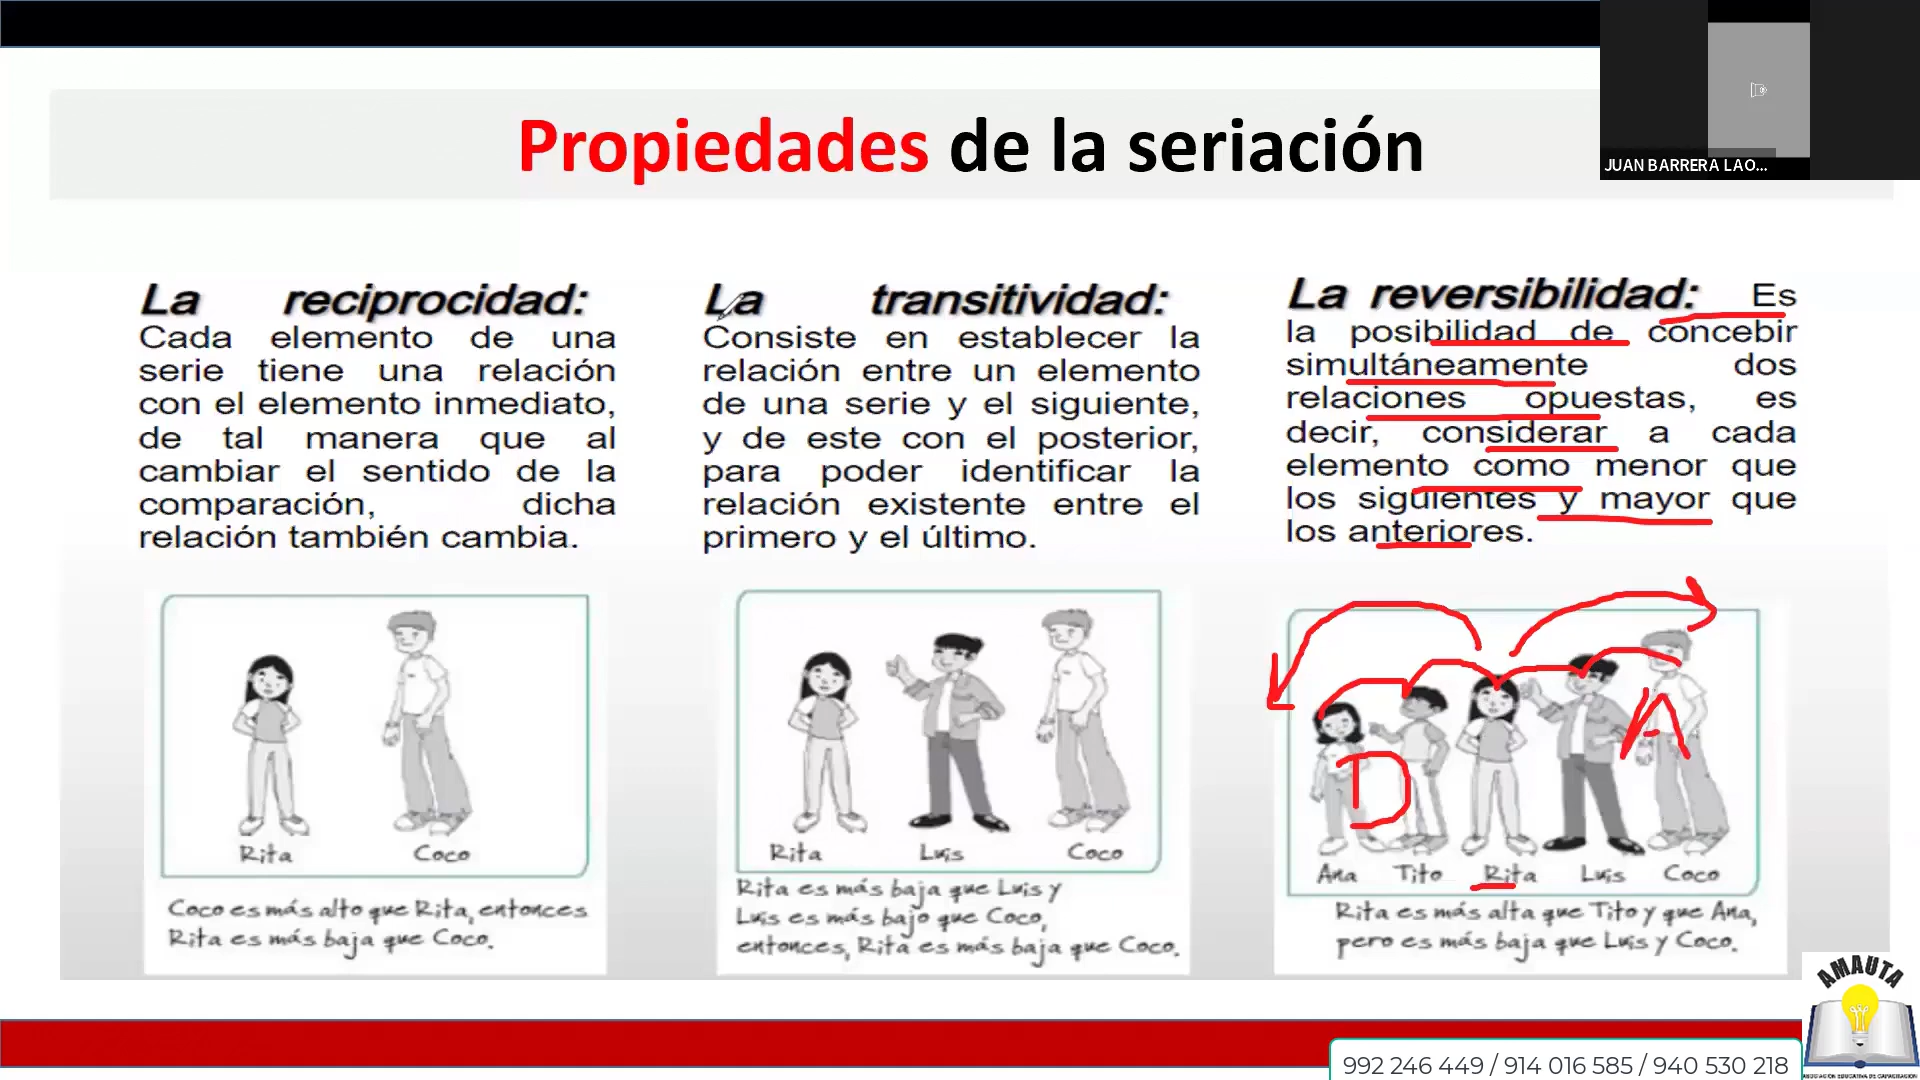 JUAN BARRERA LAO...
Propiedades de la seriación
La reciprocidad:
Cada elemento de una
serie tiene una relación
con el elemento inmediato,
de tal manera que al
cambiar el sentido de la
comparación, dicha
relación también cambia.
Rita Coco
Coco es más alto que Rita, entonces
Rita es más baja que Coco.
La transitividad:
Consiste en establecer la
relación entre un elemento
de una serie y el siguiente,
y de este con el posterior,
para poder identificar la
relación existente entre el
primero y el último.
Rita Luis Coco
Rita es más baja que Luis y
Luis es más bajo que Coco,
entonces, Rita es más baja que Coco.
La reversibilidad: Es
la posibilidad de concebir
simultáneamente dos
relaciones opuestas, es
decir, considerar a cada
elemento como menor que
los siguientes y mayor que
los anteriores.
D A
Ana Tito Rita Luis Coco
Rita es más alta que Tito y que Ana,
pero es más baja que Luis y Coco.
AMAUTA
ASOCIACIÓN EDUCATIVA DE CAPACITACIÓN
992 246 449 / 914 016 585 / 940 530 218